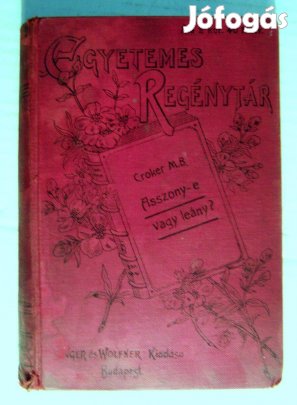 Jófogás
EGYETEMES
REGÉNYTÁR
Croker M.B.
Asszony-e
vagy leány?
ÉS WOLFNER Kiadása
Budapest